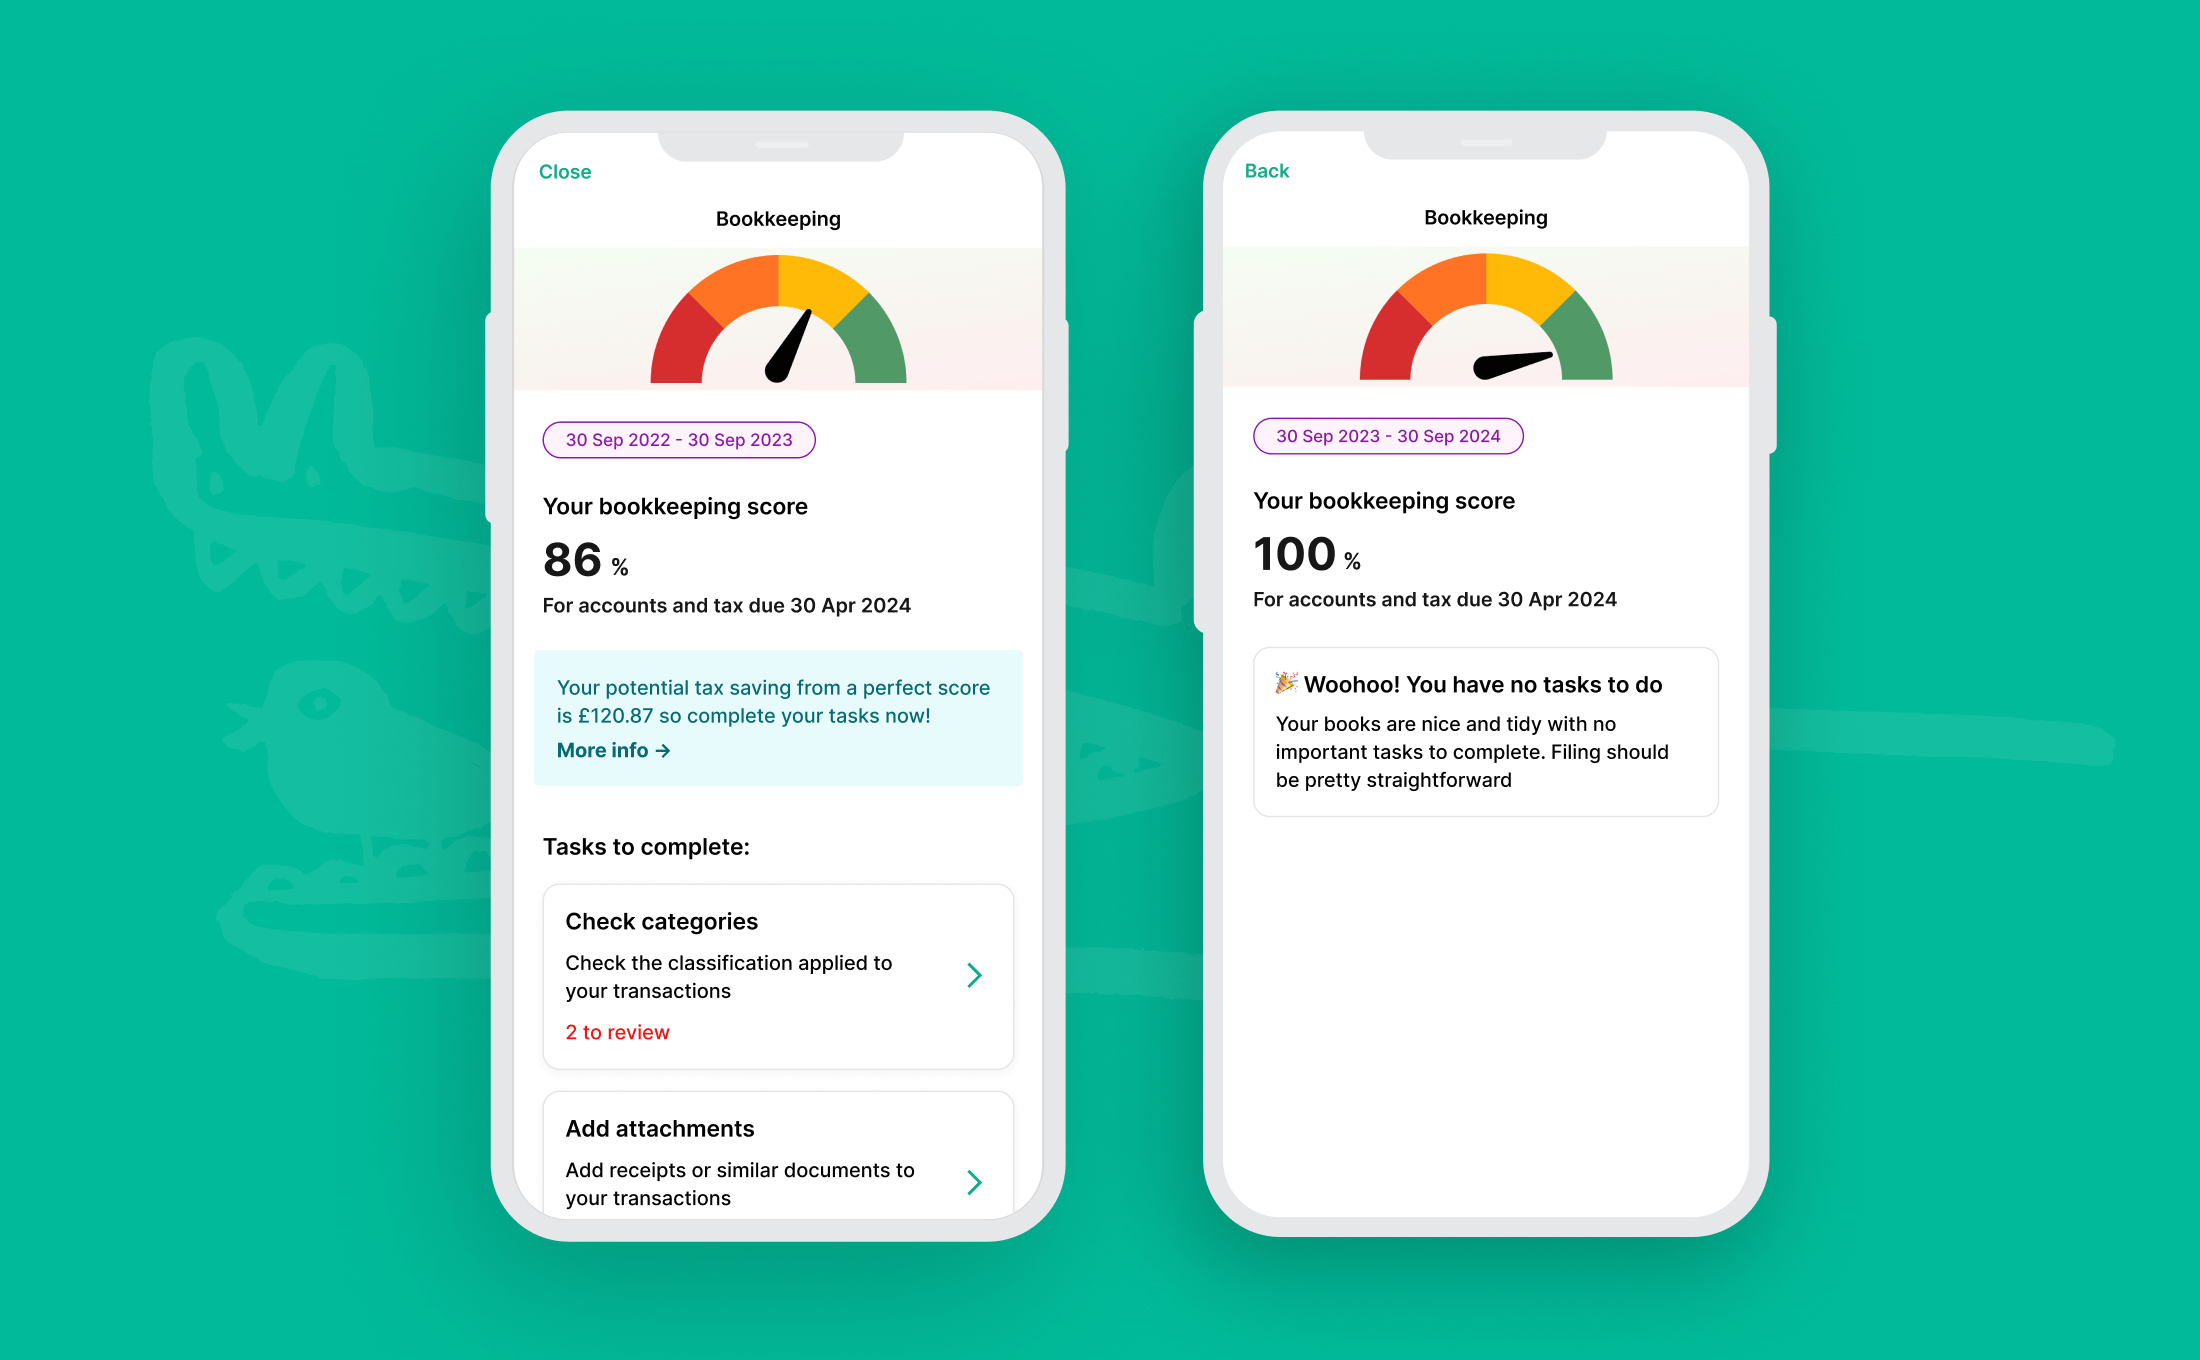 Close
Bookkeeping
30 Sep 2022 - 30 Sep 2023
Your bookkeeping score
86 %
For accounts and tax due 30 Apr 2024
Your potential tax saving from a perfect score
is £120.87 so complete your tasks now!
More info →
Tasks to complete:
Check categories
Check the classification applied to
your transactions
2 to review
Add attachments
Add receipts or similar documents to
your transactions
Back
Bookkeeping
30 Sep 2023 - 30 Sep 2024
Your bookkeeping score
100 %
For accounts and tax due 30 Apr 2024
🎉 Woohoo! You have no tasks to do
Your books are nice and tidy with no
important tasks to complete. Filing should
be pretty straightforward